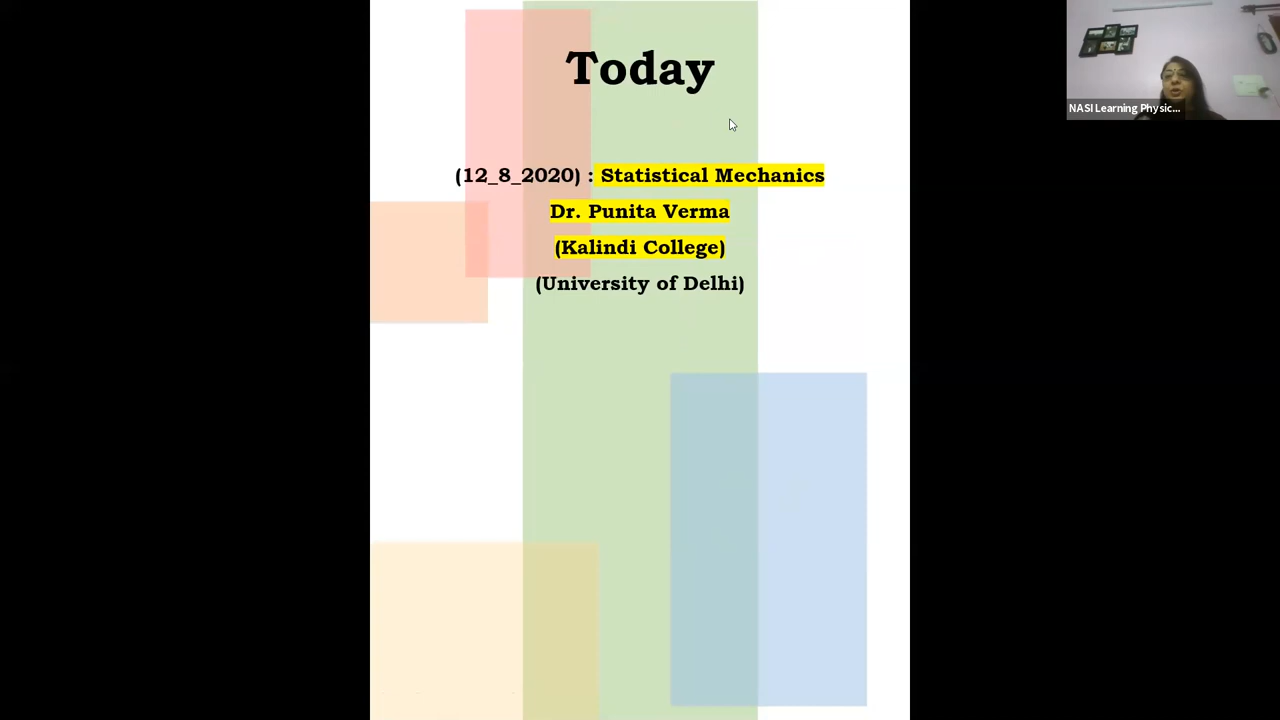 Today
(12_8_2020) : Statistical Mechanics
Dr. Punita Verma
(Kalindi College)
(University of Delhi)
NASI Learning Physic...